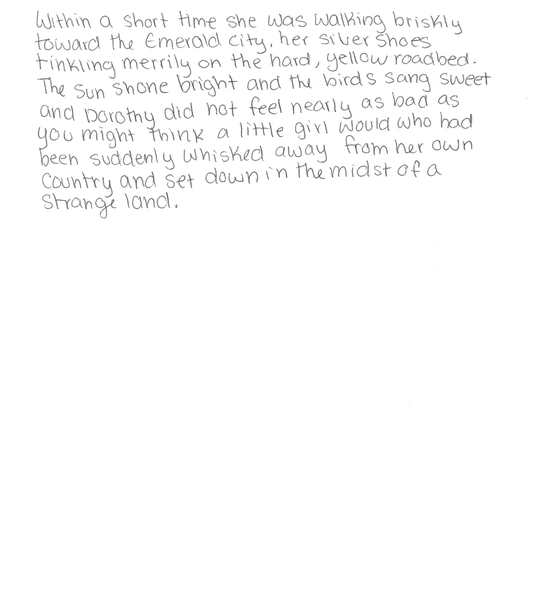 Within a short time she was walking briskly
toward the Emerald City, her silver shoes
tinkling merrily on the hard, yellow roadbed.
The sun shone bright and the birds sang sweet
and Dorothy did not feel nearly as bad as
you might think a little girl would who had
been suddenly whisked away from her own
country and set down in the midst of a
strange land.